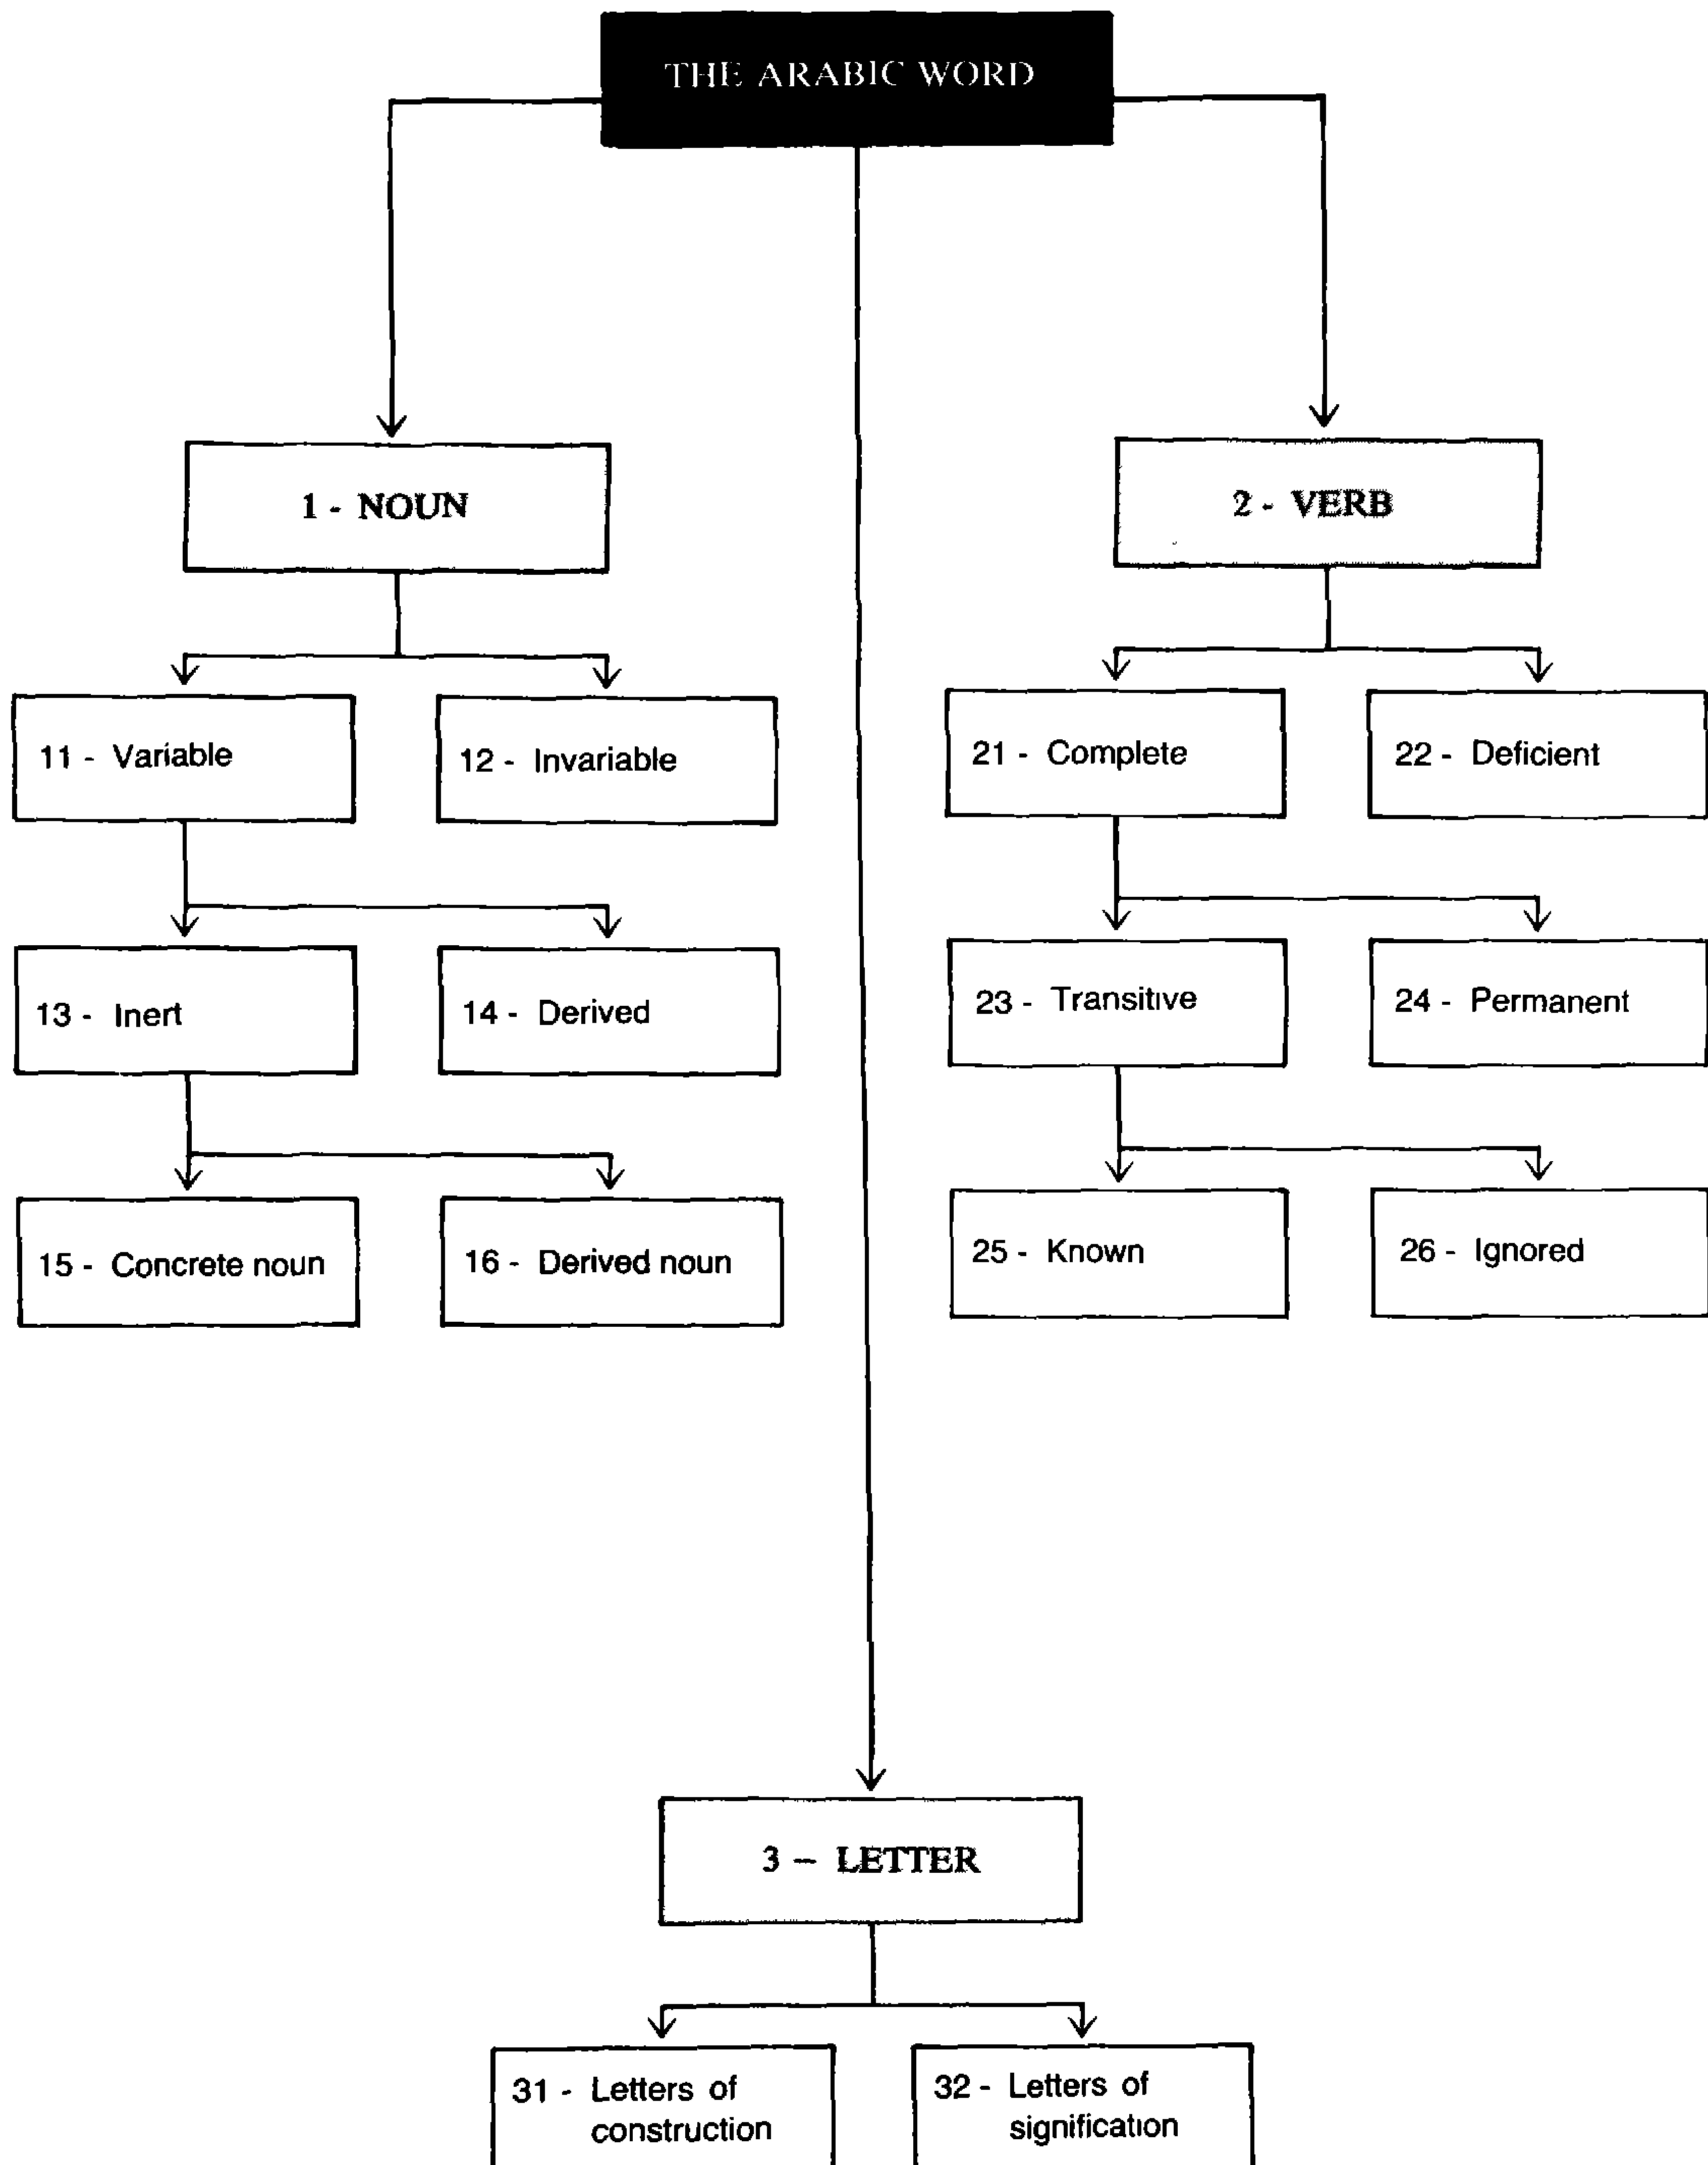 THE ARABIC WORD
1 - NOUN
2 - VERB
11 - Variable
12 - Invariable
21 - Complete
22 - Deficient
13 - Inert
14 - Derived
23 - Transitive
24 - Permanent
15 - Concrete noun
16 - Derived noun
25 - Known
26 - Ignored
3 – LETTER
31 - Letters of
construction
32 - Letters of
signification